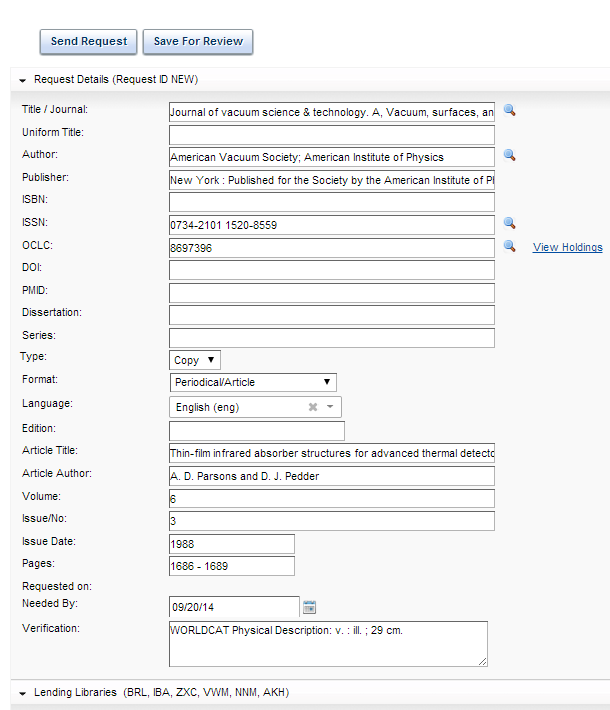 Send Request Save For Review
Request Details (Request ID NEW)
Title / Journal: Journal of vacuum science & technology. A, Vacuum, surfaces, an
Uniform Title:
Author: American Vacuum Society; American Institute of Physics
Publisher: New York : Published for the Society by the American Institute of Ph
ISBN:
ISSN: 0734-2101 1520-8559
OCLC: 8697396 View Holdings
DOI:
PMID:
Dissertation:
Series:
Type: Copy
Format: Periodical/Article
Language: English (eng)
Edition:
Article Title: Thin-film infrared absorber structures for advanced thermal detecto
Article Author: A. D. Parsons and D. J. Pedder
Volume: 6
Issue/No: 3
Issue Date: 1988
Pages: 1686 - 1689
Requested on:
Needed By: 09/20/14
Verification: WORLDCAT Physical Description: v. : ill. ; 29 cm.
Lending Libraries (BRL, IBA, ZXC, VWM, NNM, AKH)